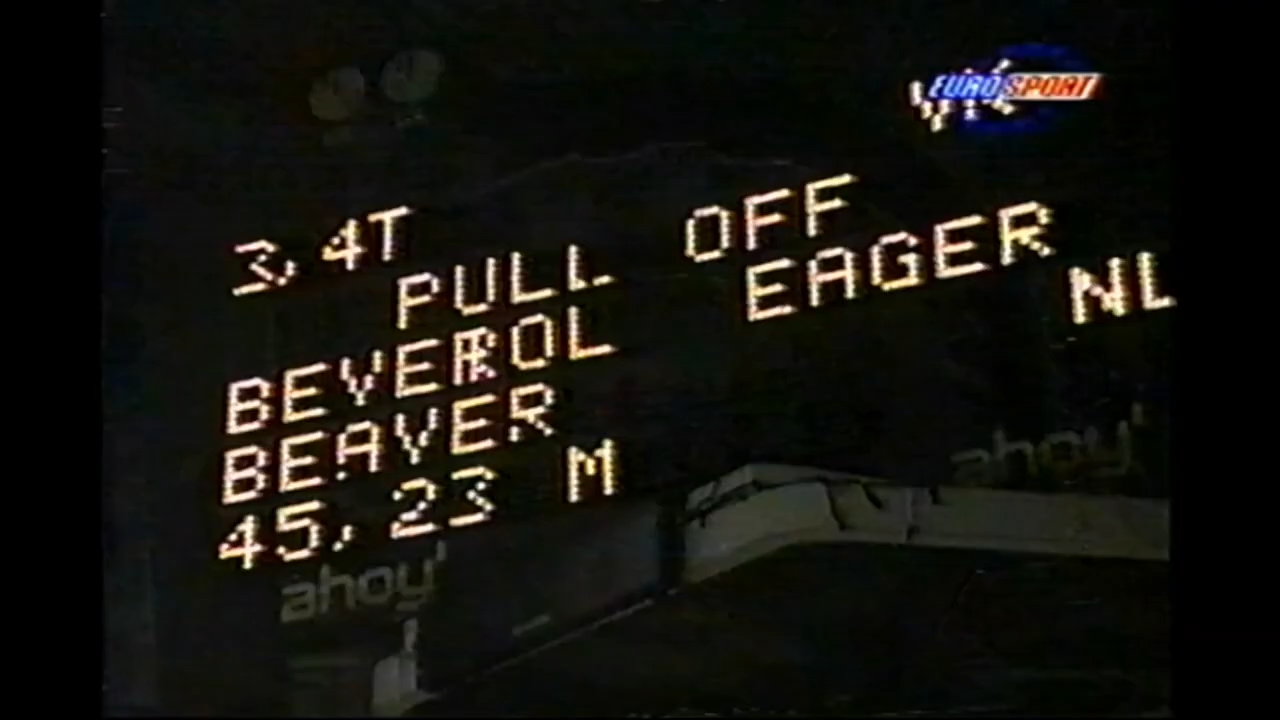 EUROSPORT
3,4T
PULL OFF
BEVEROL EAGER NL
BEAVER
45,23 M
ahoy'
ahoy'